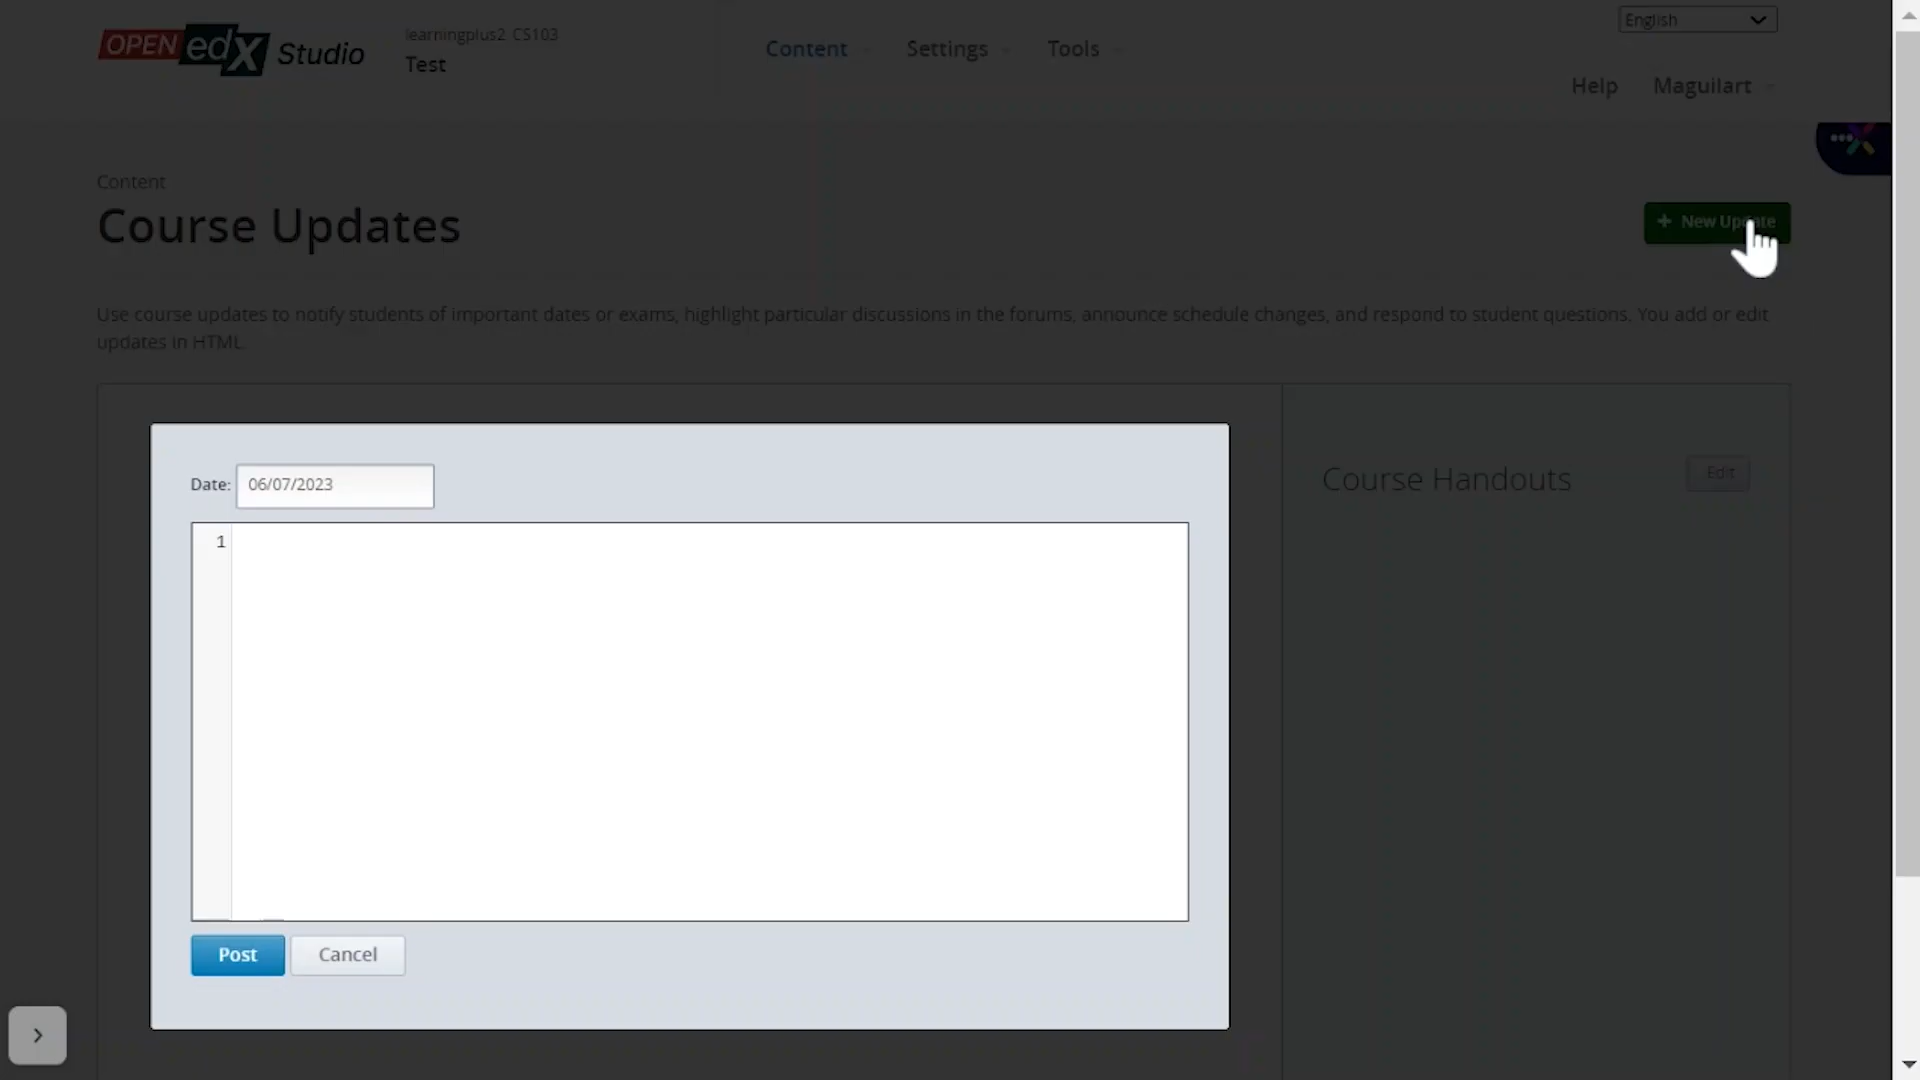 OPEN edX Studio
learningplus2 CS103
Test
Content
Settings
Tools
English
Help
Maguilart
Content
Course Updates
+ New Update
Use course updates to notify students of important dates or exams, highlight particular discussions in the forums, announce schedule changes, and respond to student questions. You add or edit
updates in HTML.
Date: 06/07/2023
1
Post
Cancel
Course Handouts
Edit